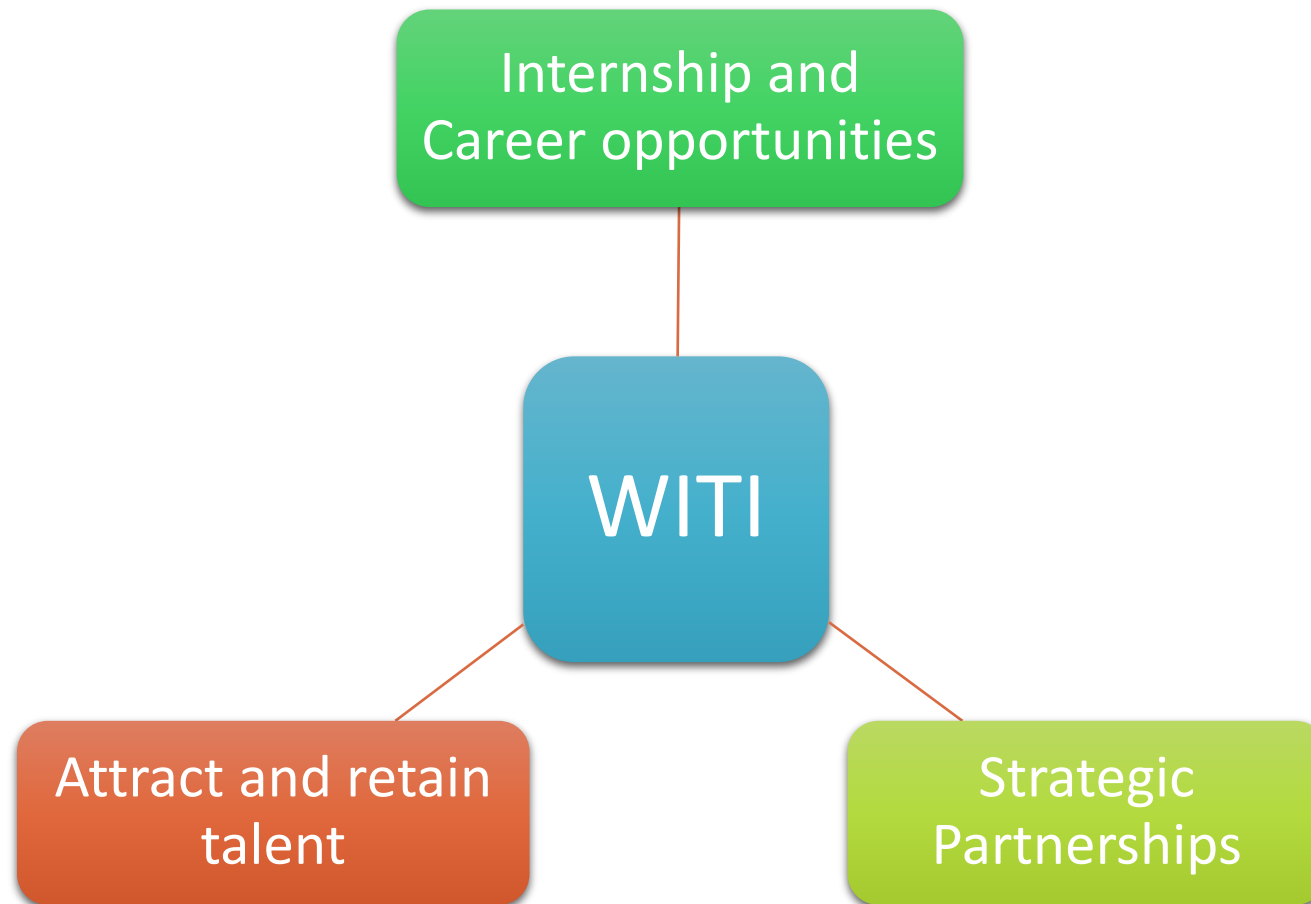 Internship and
Career opportunities
WITI
Attract and retain
talent
Strategic
Partnerships